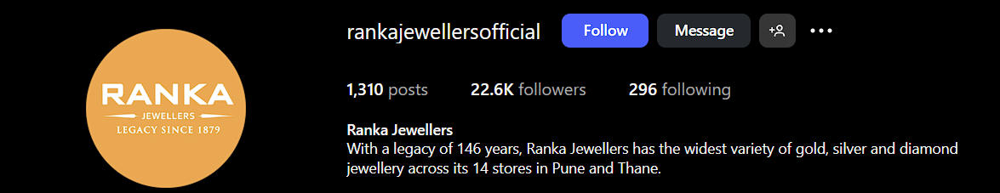 RANKA
JEWELLERS
LEGACY SINCE 1879
rankajewellersofficial
Follow
Message
1,310 posts
22.6K followers
296 following
Ranka Jewellers
With a legacy of 146 years, Ranka Jewellers has the widest variety of gold, silver and diamond
jewellery across its 14 stores in Pune and Thane.